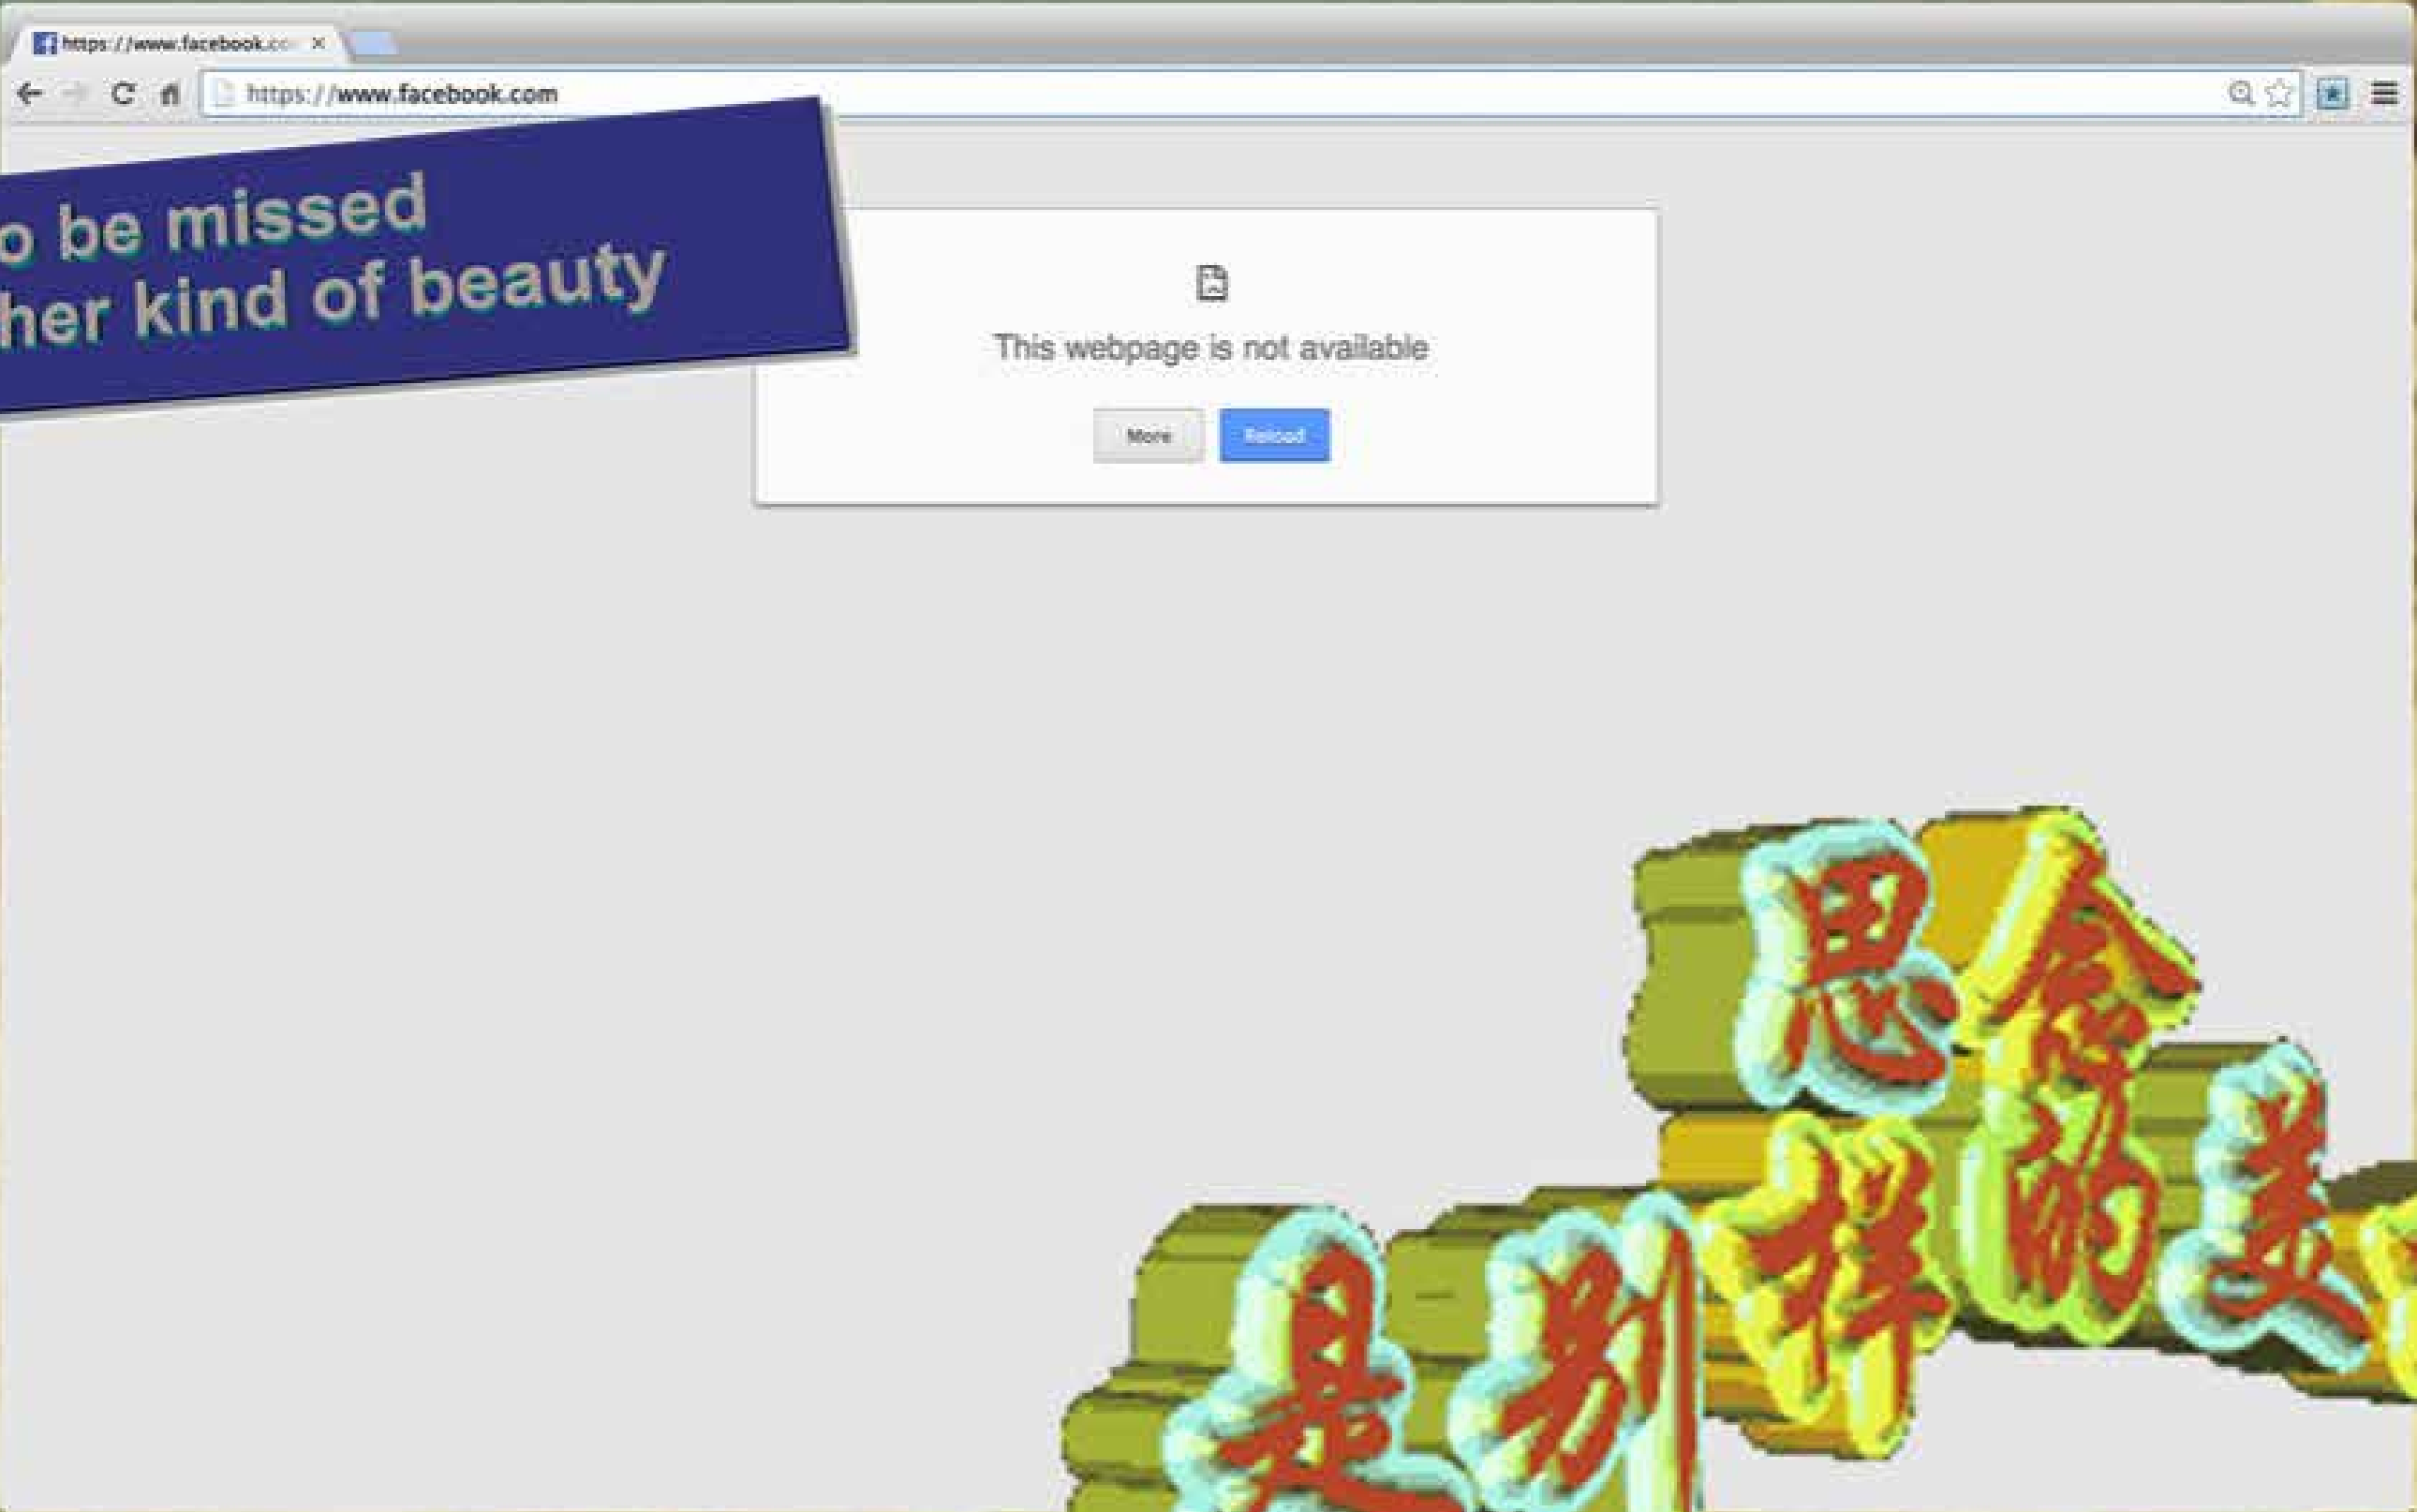 https://www.facebook.co
https://www.facebook.com
o be missed
her kind of beauty
This webpage is not available
More
Reload
思念
是别样的美